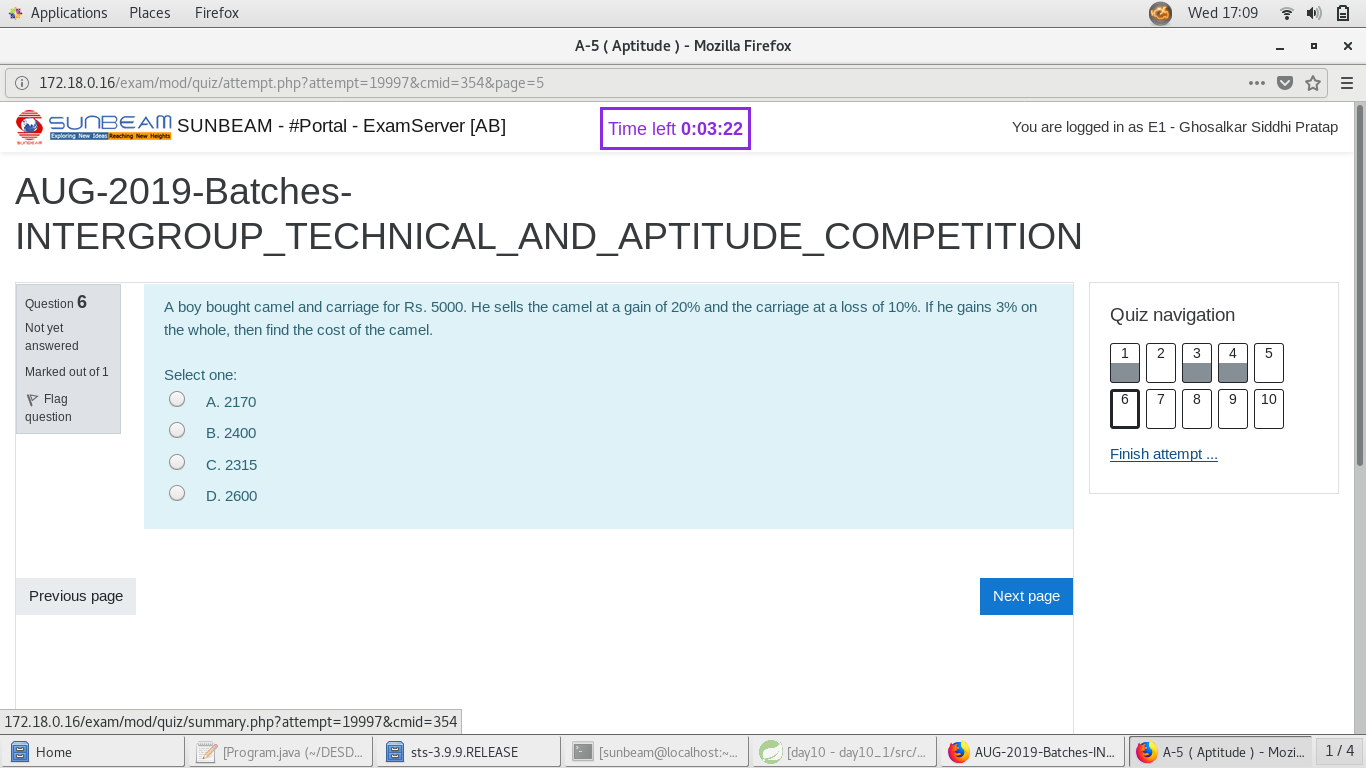 Applications Places Firefox Wed 17:09
A-5 ( Aptitude ) - Mozilla Firefox
172.18.0.16/exam/mod/quiz/attempt.php?attempt=19997&cmid=354&page=5
SUNBEAM
Exploring New Ideas Reaching New Heights
SUNBEAM
SUNBEAM - #Portal - ExamServer [AB]
Time left 0:03:22
You are logged in as E1 - Ghosalkar Siddhi Pratap
AUG-2019-Batches-
INTERGROUP_TECHNICAL_AND_APTITUDE_COMPETITION
Question 6
Not yet
answered
Marked out of 1
Flag
question
A boy bought camel and carriage for Rs. 5000. He sells the camel at a gain of 20% and the carriage at a loss of 10%. If he gains 3% on
the whole, then find the cost of the camel.
Select one:
A. 2170
B. 2400
C. 2315
D. 2600
Quiz navigation
1 2 3 4 5
6 7 8 9 10
Finish attempt ...
Previous page
Next page
172.18.0.16/exam/mod/quiz/summary.php?attempt=19997&cmid=354
Home [Program.java (~/DESD... sts-3.9.9.RELEASE [sunbeam@localhost:~... [day10 - day10_1/src/... AUG-2019-Batches-IN... A-5 ( Aptitude ) - Mozi... 1 / 4